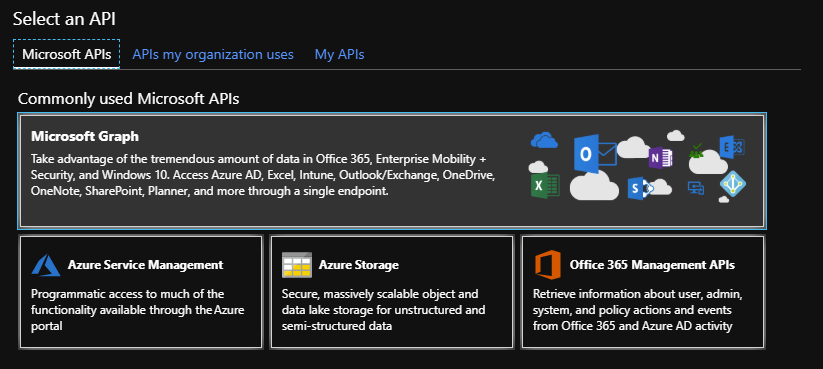 Select an API
Microsoft APIs
APIs my organization uses
My APIs
Commonly used Microsoft APIs
Microsoft Graph
Take advantage of the tremendous amount of data in Office 365, Enterprise Mobility +
Security, and Windows 10. Access Azure AD, Excel, Intune, Outlook/Exchange, OneDrive,
OneNote, SharePoint, Planner, and more through a single endpoint.
Azure Service Management
Programmatic access to much of the
functionality available through the Azure
portal
Azure Storage
Secure, massively scalable object and
data lake storage for unstructured and
semi-structured data
Office 365 Management APIs
Retrieve information about user, admin,
system, and policy actions and events
from Office 365 and Azure AD activity